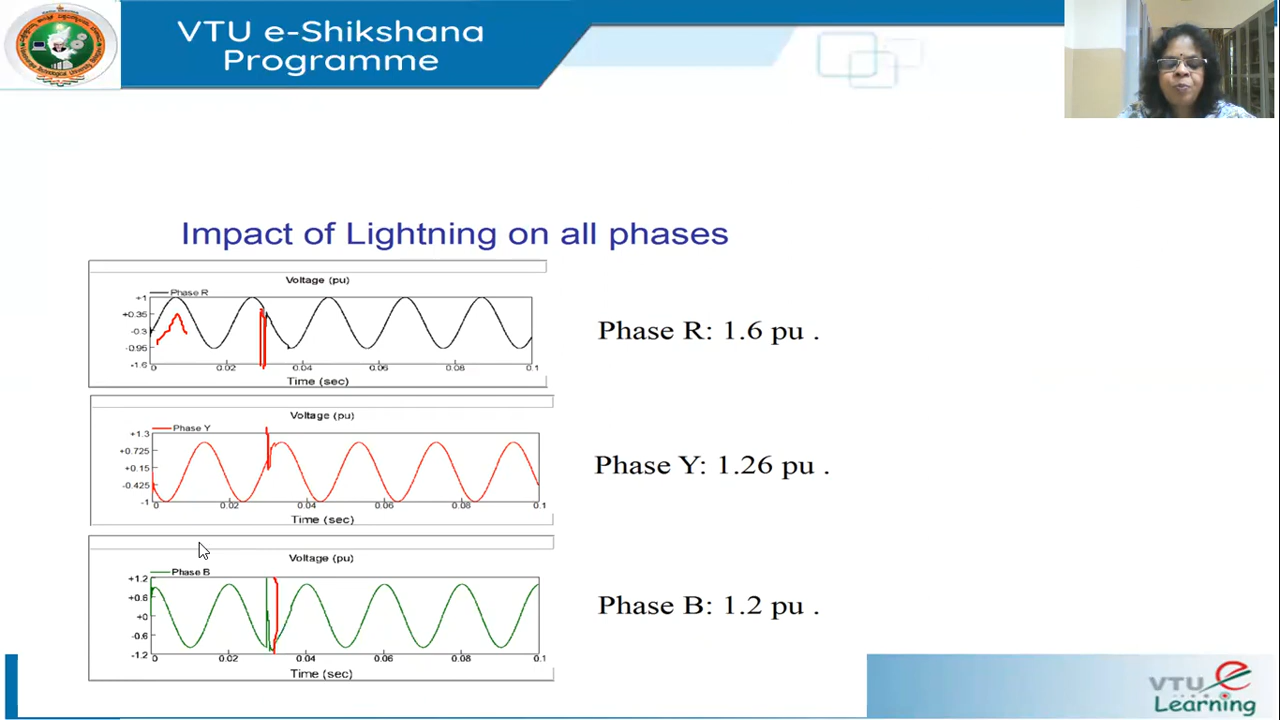 VTU e-Shikshana
Programme
Impact of Lightning on all phases
Voltage (pu)
Phase R
+1
+0.35
-0.3
-0.95
-1.6
0 0.02 0.04 0.06 0.08 0.1
Time (sec)
Phase R: 1.6 pu .
Voltage (pu)
Phase Y
+1.3
+0.725
+0.15
-0.425
-1
0 0.02 0.04 0.06 0.08 0.1
Time (sec)
Phase Y: 1.26 pu .
Voltage (pu)
Phase B
+1.2
+0.6
+0
-0.6
-1.2
0 0.02 0.04 0.06 0.08 0.1
Time (sec)
Phase B: 1.2 pu .
VTU e
Learning